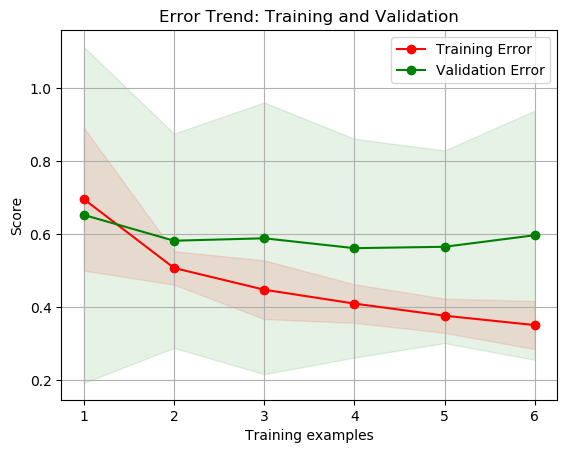 Error Trend: Training and Validation
Training Error
Validation Error
1.0
0.8
0.6
0.4
0.2
Score
1 2 3 4 5 6
Training examples